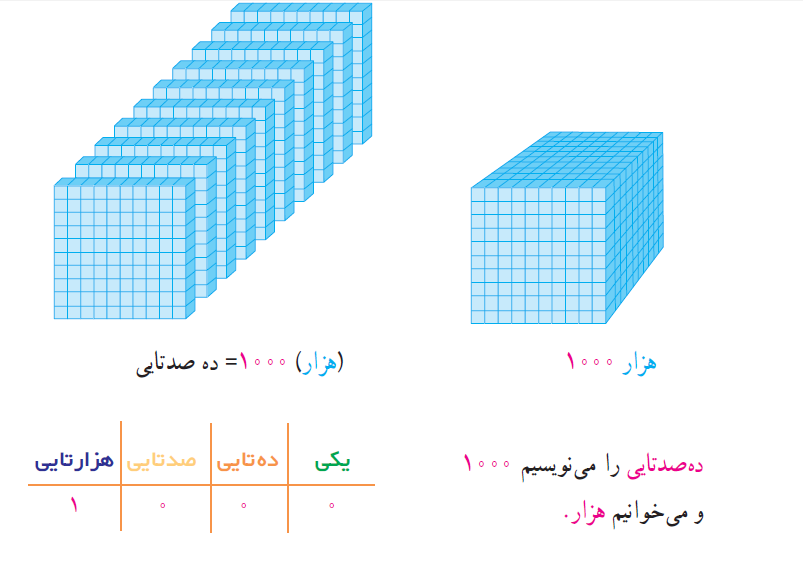 هزار ۱۰۰۰
ده صدتایی =۱۰۰۰ (هزار)
ده‌صدتایی را می‌نویسیم ۱۰۰۰
و می‌خوانیم هزار.
یکی ده‌تایی صدتایی هزارتایی
۰ ۰ ۰ ۱